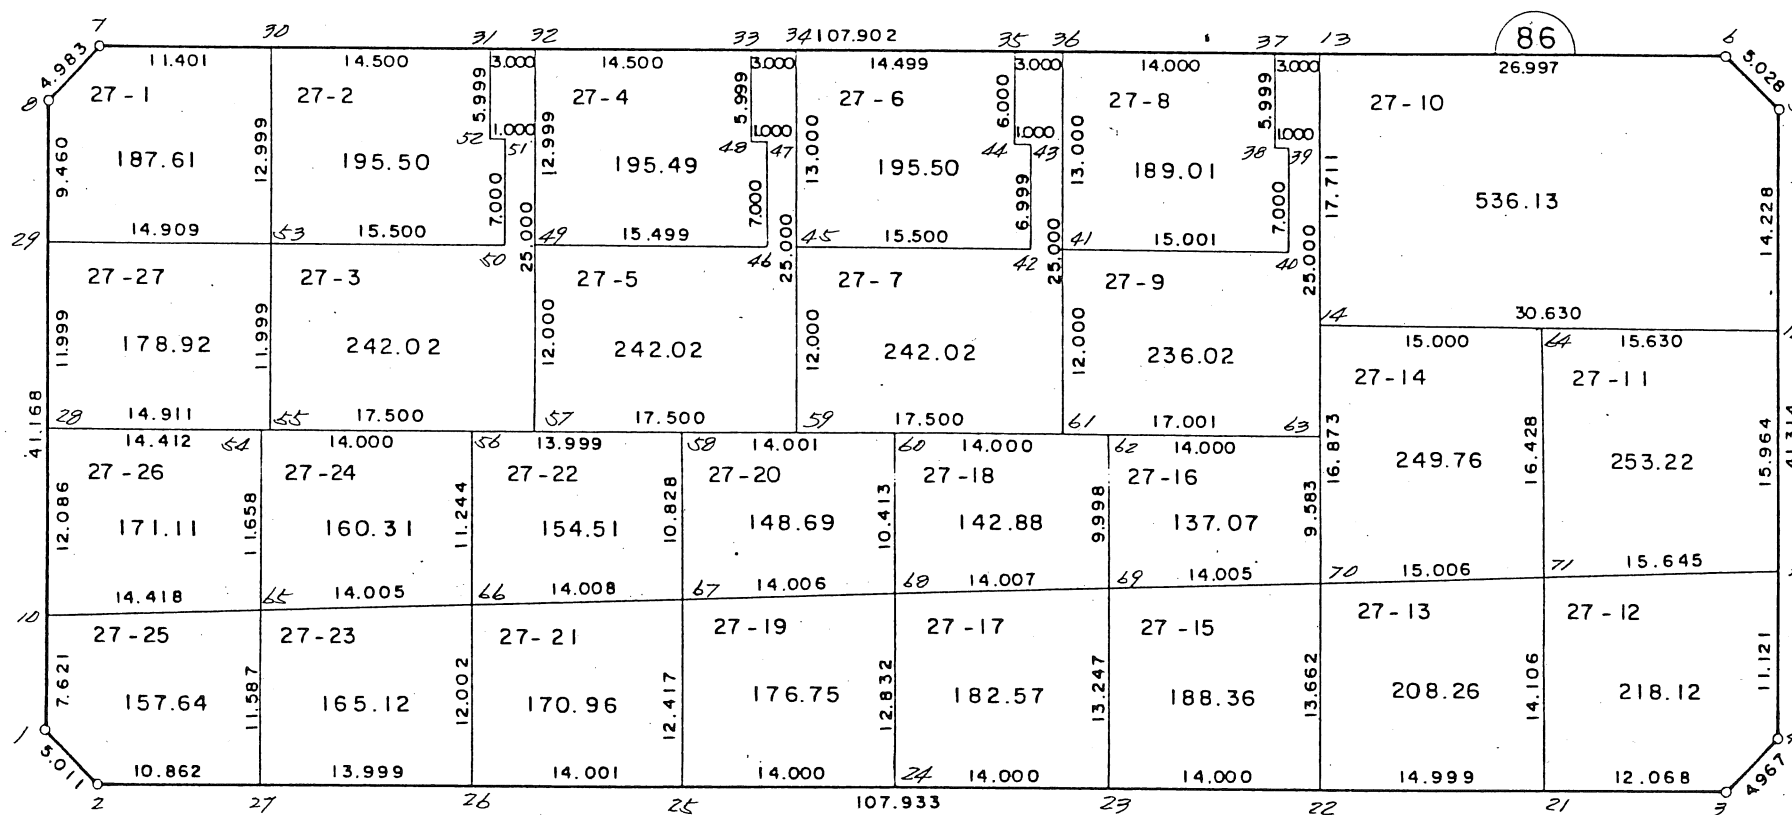 7 30 31 32 33 34 107.902 35 36 37 13 86 6
4.983 11.401 14.500 3.000 14.500 3.000 14.499 3.000 14.000 3.000 26.997 5.028
8 27-1 27-2 5.999 27-4 5.999 27-6 6.000 27-8 5.999 27-10
52 1.000 51 48 1.000 47 44 1.000 43 38 1.000 39
9.460 187.61 12.999 195.50 12.999 195.49 13.000 195.50 13.000 189.01 17.711 536.13 14.228
7.000 7.000 6.999 7.000
29 14.909 53 15.500 50 25.000 49 15.499 46 25.000 45 15.500 42 25.000 41 15.001 40 25.000
27-27 27-3 27-5 27-7 27-9
11.999 178.92 11.999 242.02 12.000 242.02 12.000 242.02 12.000 236.02
14 30.630
15.000 64 15.630
27-14 27-11
41.168 28 14.911 55 17.500 57 17.500 59 17.500 61 17.001 63
14.412 54 14.000 56 13.999 58 14.001 60 14.000 62 14.000
27-26 27-24 27-22 27-20 27-18 27-16
16.873 249.76 16.428 253.22 15.964
12.086 171.11 11.658 160.31 11.244 154.51 10.828 148.69 10.413 142.88 9.998 137.07 9.583
14.418 65 14.005 66 14.008 67 14.006 68 14.007 69 14.005 70 15.006 71 15.645
10 27-25 27-23 27-21 27-19 27-17 27-15 27-13 27-12
7.621 157.64 11.587 165.12 12.002 170.96 12.417 176.75 12.832 182.57 13.247 188.36 13.662 208.26 14.106 218.12 11.121
1 4
5.011 10.862 13.999 14.001 14.000 24 14.000 14.000 14.999 12.068 4.967
2 27 26 25 107.933 23 22 21 3